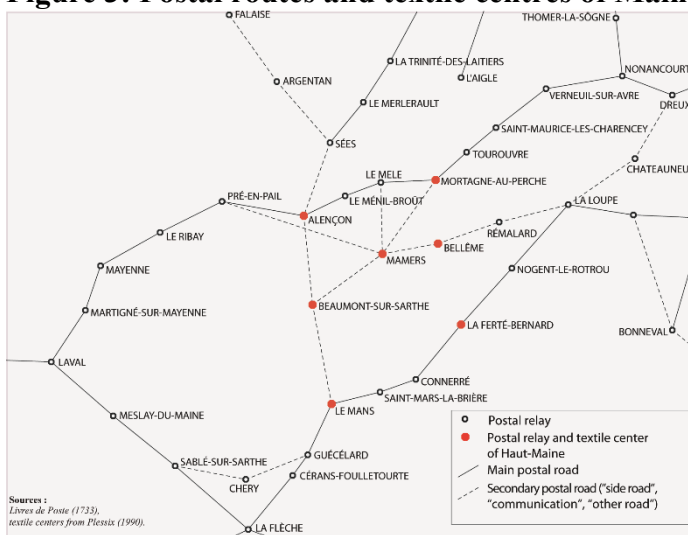 Figure 3. Postal routes and textile centres of
FALAISE
THOMER-LA-SÔGNE
LA TRINITÉ-DES-LAITIERS
NONANCOURT
ARGENTAN
L'AIGLE
VERNEUIL-SUR-AVRE
DREUX
LE MERLERAULT
SAINT-MAURICE-LES-CHARENCEY
SÉES
TOUROUVRE
CHATEAUNEU
LE MELE
MORTAGNE-AU-PERCHE
PRÉ-EN-PAIL
LE MÉNIL-BROÛT
LA LOUPE
ALENÇON
RÉMALARD
LE RIBAY
BELLÊME
MAMERS
MAYENNE
NOGENT-LE-ROTROU
BEAUMONT-SUR-SARTHE
MARTIGNÉ-SUR-MAYENNE
LA FERTÉ-BERNARD
BONNEVAL
LAVAL
CONNERRÉ
SAINT-MARS-LA-BRIÈRE
LE MANS
MESLAY-DU-MAINE
GUÉCÉLARD
SABLÉ-SUR-SARTHE
CÉRANS-FOULLETOURTE
CHERY
LA FLÈCHE
Postal relay
Postal relay and textile center
of Haut-Maine
Main postal road
Secondary postal road ("side road",
"communication", "other road")
Sources :
Livres de Poste (1733),
textile centers from Plessix (1990).